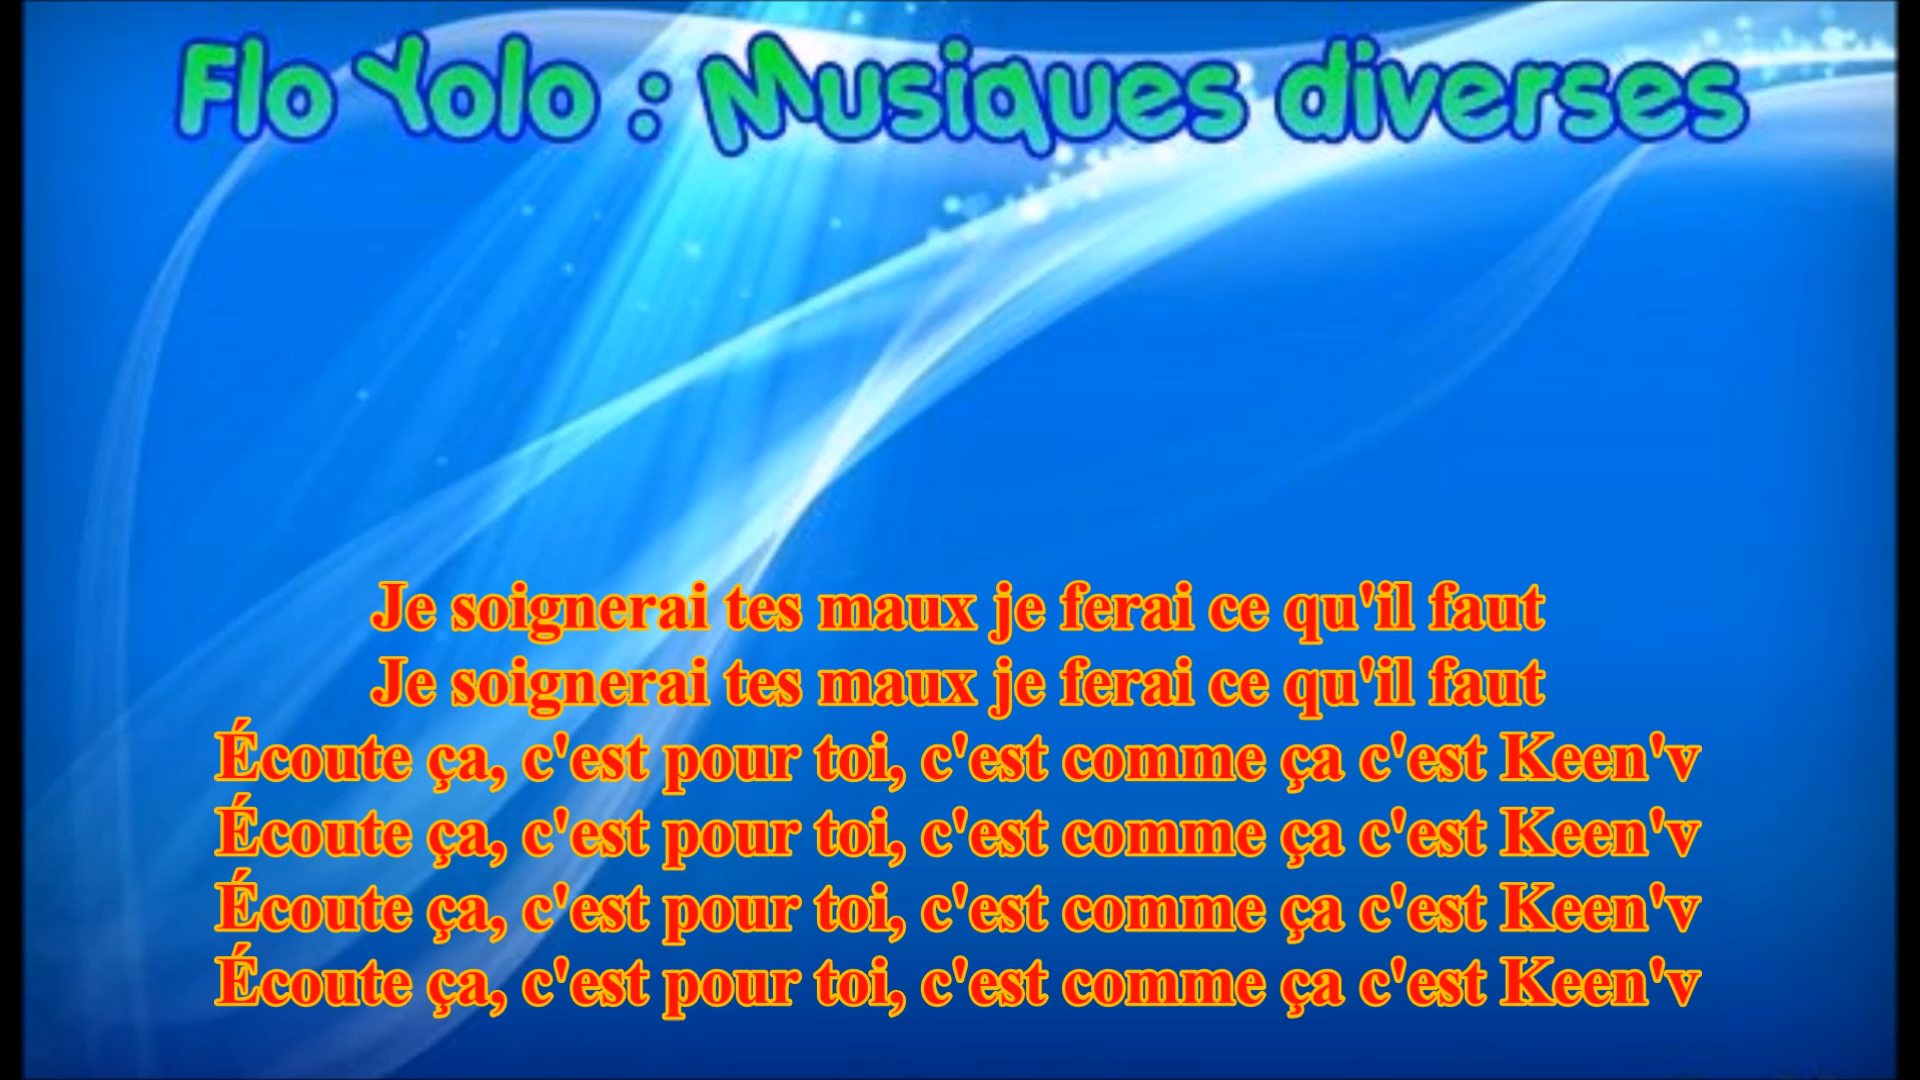 Flo Yolo : Musiques diverses
Je soignerai tes maux je ferai ce qu'il faut
Je soignerai tes maux je ferai ce qu'il faut
Écoute ça, c'est pour toi, c'est comme ça c'est Keen'v
Écoute ça, c'est pour toi, c'est comme ça c'est Keen'v
Écoute ça, c'est pour toi, c'est comme ça c'est Keen'v
Écoute ça, c'est pour toi, c'est comme ça c'est Keen'v